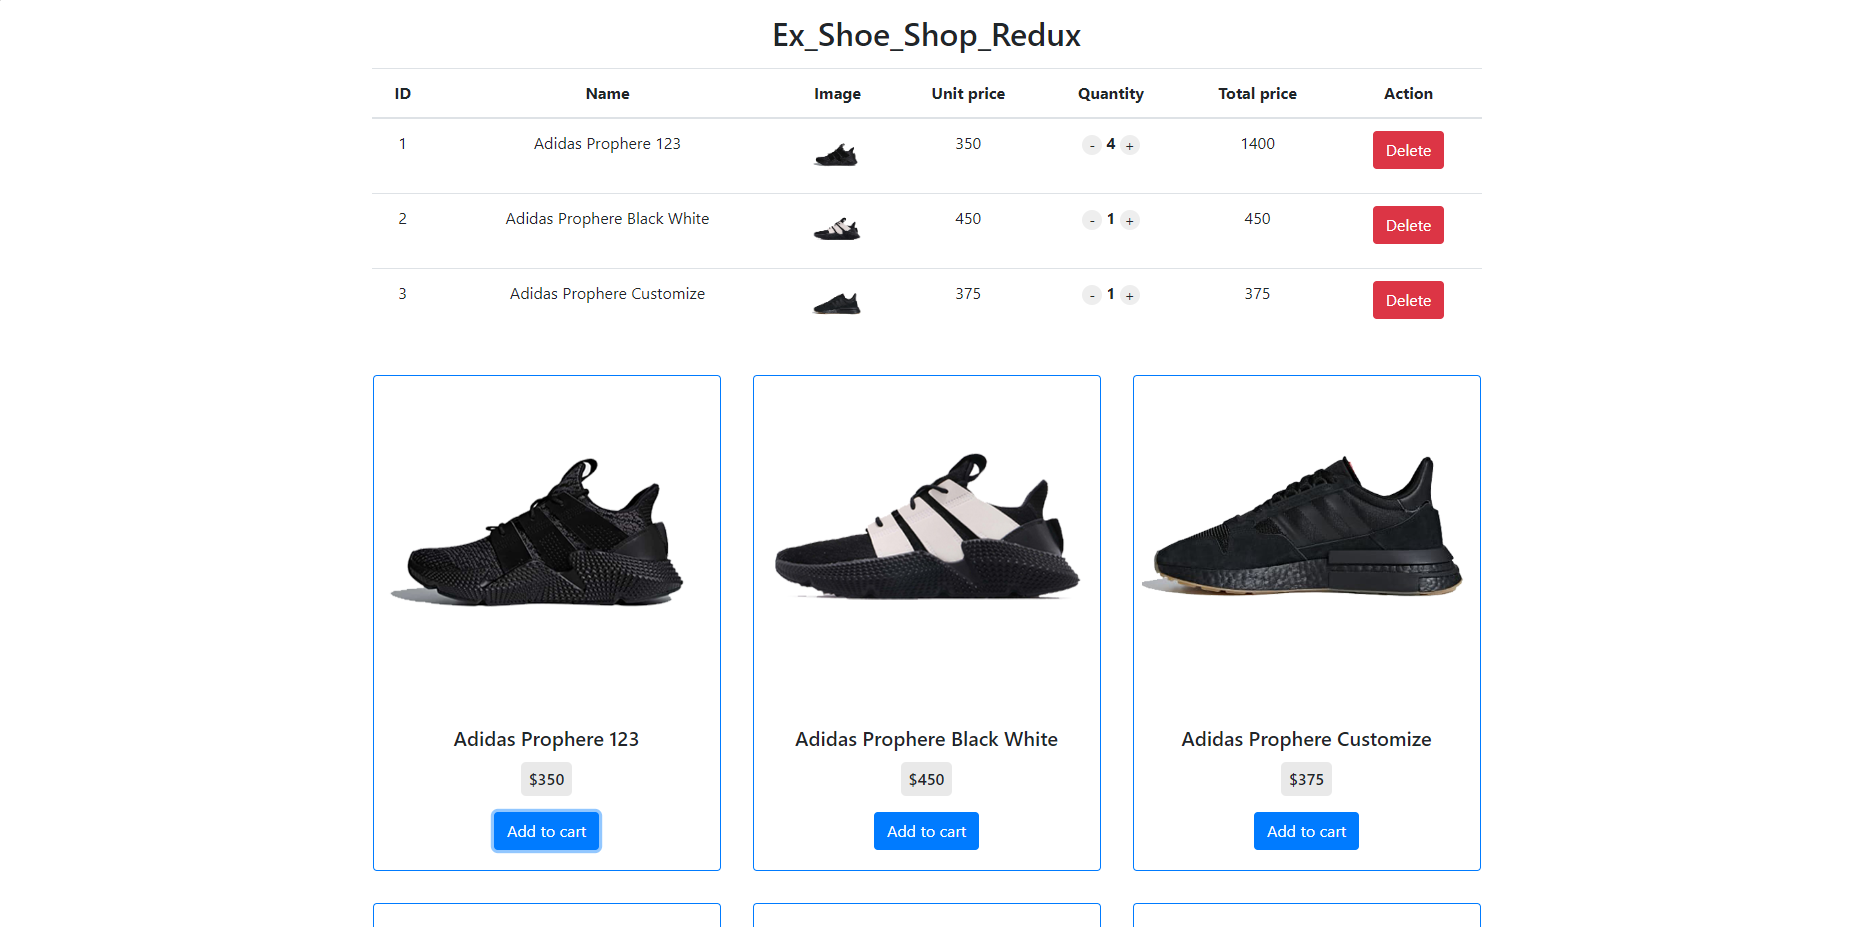 Ex_Shoe_Shop_Redux
ID Name Image Unit price Quantity Total price Action
1 Adidas Prophere 123 350 - 4 + 1400 Delete
2 Adidas Prophere Black White 450 - 1 + 450 Delete
3 Adidas Prophere Customize 375 - 1 + 375 Delete
Adidas Prophere 123 Adidas Prophere Black White Adidas Prophere Customize
$350 $450 $375
Add to cart Add to cart Add to cart